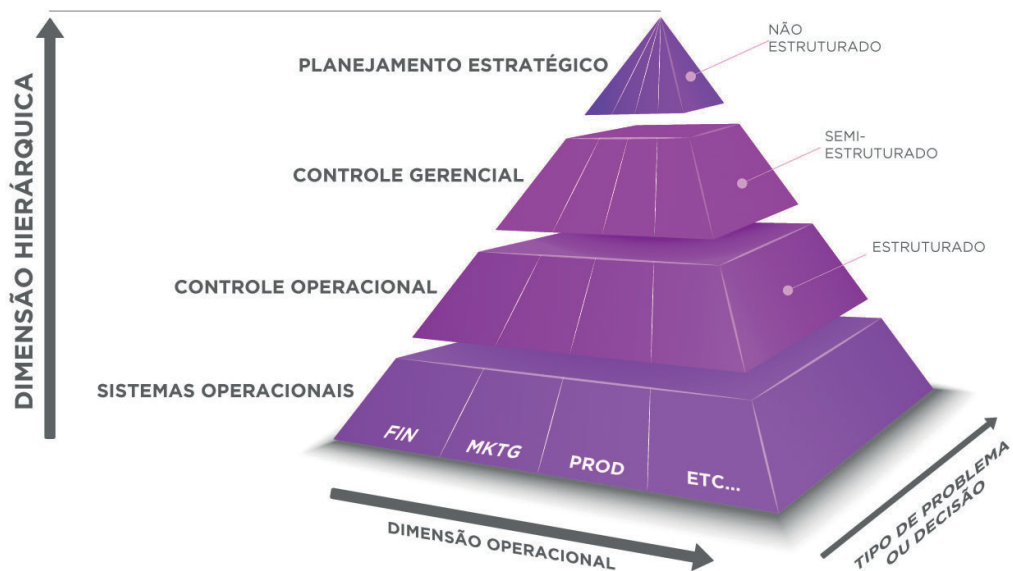 DIMENSÃO HIERÁRQUICA
PLANEJAMENTO ESTRATÉGICO
NÃO
ESTRUTURADO
CONTROLE GERENCIAL
SEMI-
ESTRUTURADO
CONTROLE OPERACIONAL
ESTRUTURADO
SISTEMAS OPERACIONAIS
FIN
MKTG
PROD
ETC...
DIMENSÃO OPERACIONAL
TIPO DE PROBLEMA
OU DECISÃO